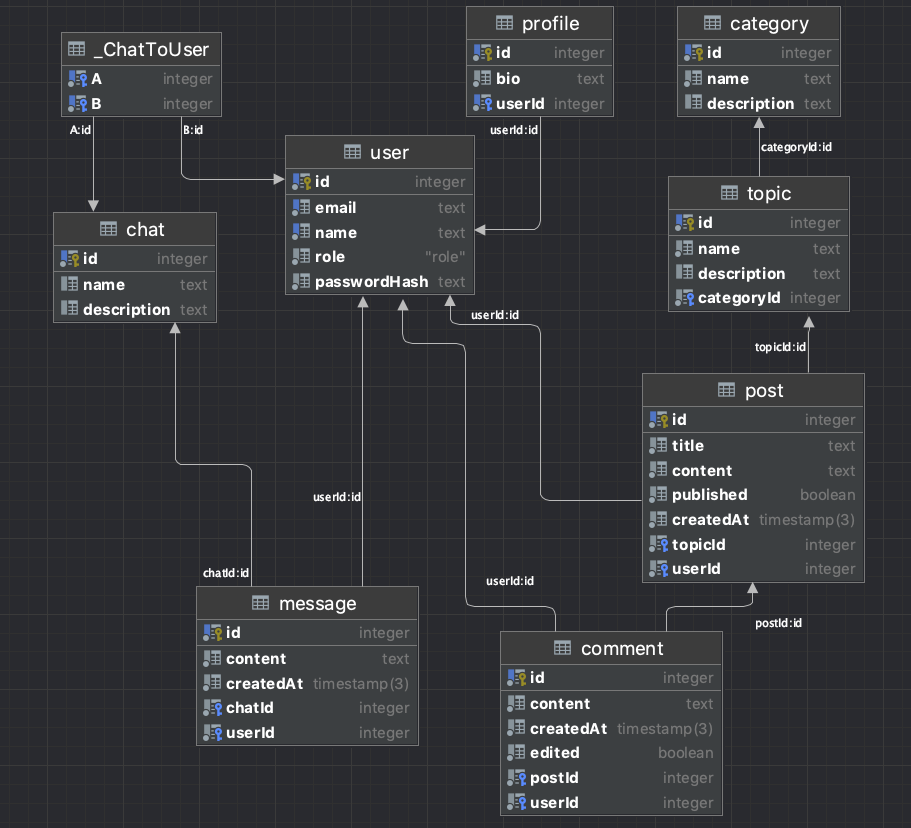 _ChatToUser
A integer
B integer
A:id
B:id
profile
id integer
bio text
userId integer
userId:id
category
id integer
name text
description text
categoryId:id
user
id integer
email text
name text
role "role"
passwordHash text
topic
id integer
name text
description text
categoryId integer
chat
id integer
name text
description text
userId:id
topicId:id
post
id integer
title text
content text
published boolean
createdAt timestamp(3)
topicId integer
userId integer
userId:id
chatId:id
userId:id
postId:id
message
id integer
content text
createdAt timestamp(3)
chatId integer
userId integer
comment
id integer
content text
createdAt timestamp(3)
edited boolean
postId integer
userId integer